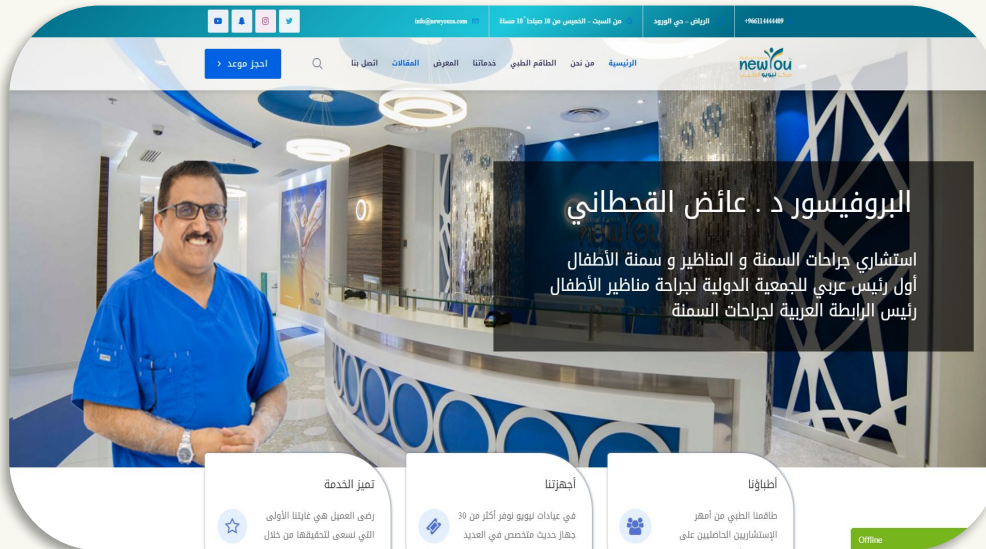 +966114444409
الرياض – حي الورود
من السبت - الخميس من 10 صباحا 10 مساءً
info@newyousa.com
newyou
نيويو
الرئيسية من نحن الطاقم الطبي خدماتنا المعرض المقالات اتصل بنا
احجز موعد
البروفيسور د . عائض القحطاني
استشاري جراحات السمنة و المناظير و سمنة الأطفال
أول رئيس عربي للجمعية الدولية لجراحة مناظير الأطفال
رئيس الرابطة العربية لجراحات السمنة
أطباؤنا
طاقمنا الطبي من أمهر
الإستشاريين الحاصليين على
أجهزتنا
في عيادات نيويو نوفر أكثر من 30
جهاز حديث متخصص في العديد
تميز الخدمة
رضى العميل هي غايتنا الأولى
التي نسعى لتحقيقها من خلال
Offline